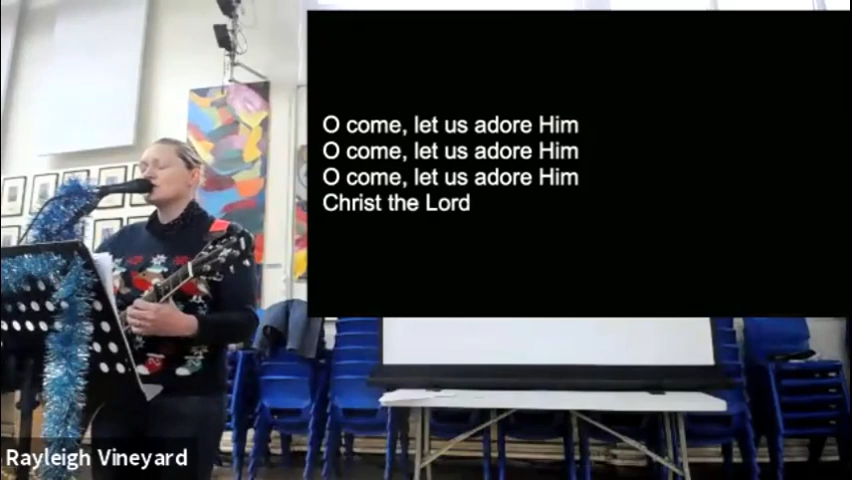 O come, let us adore Him
O come, let us adore Him
O come, let us adore Him
Christ the Lord
Rayleigh Vineyard